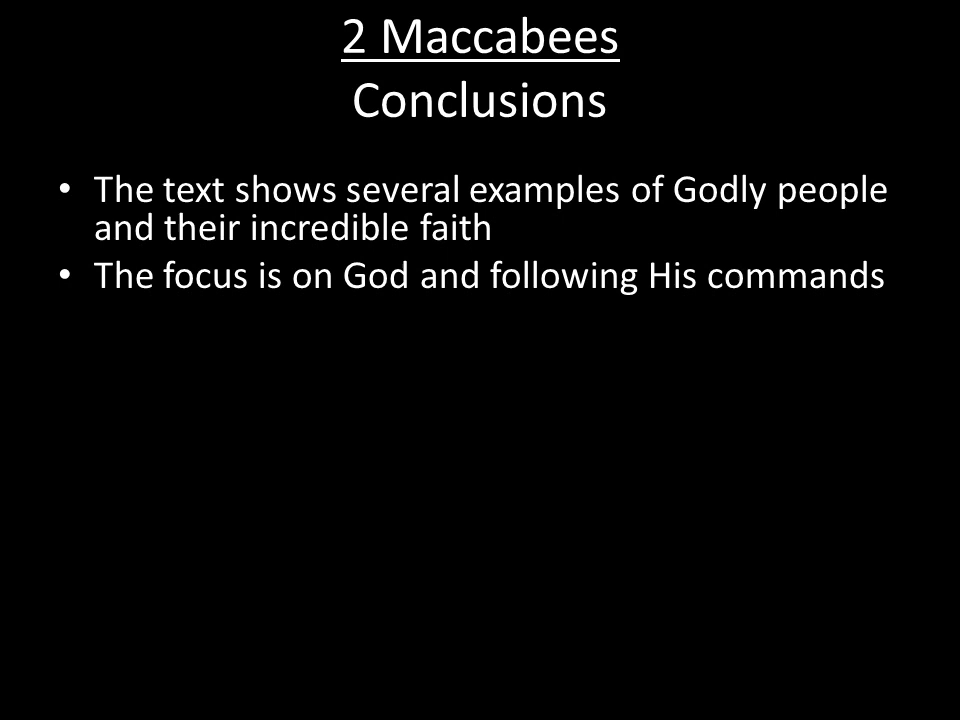 2 Maccabees
Conclusions
• The text shows several examples of Godly people
and their incredible faith
• The focus is on God and following His commands